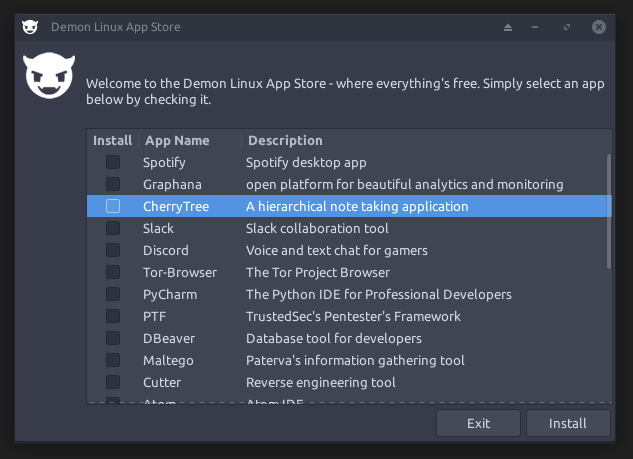 Demon Linux App Store
Welcome to the Demon Linux App Store - where everything's free. Simply select an app
below by checking it.
Install App Name Description
Spotify Spotify desktop app
Graphana open platform for beautiful analytics and monitoring
CherryTree A hierarchical note taking application
Slack Slack collaboration tool
Discord Voice and text chat for gamers
Tor-Browser The Tor Project Browser
PyCharm The Python IDE for Professional Developers
PTF TrustedSec's Pentester's Framework
DBeaver Database tool for developers
Maltego Paterva's information gathering tool
Cutter Reverse engineering tool
Atom Atom IDE
Exit Install